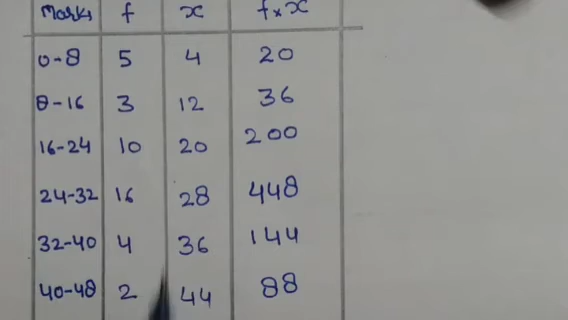 Marks f x f×x
0-8 5 4 20
8-16 3 12 36
16-24 10 20 200
24-32 16 28 448
32-40 4 36 144
40-48 2 44 88